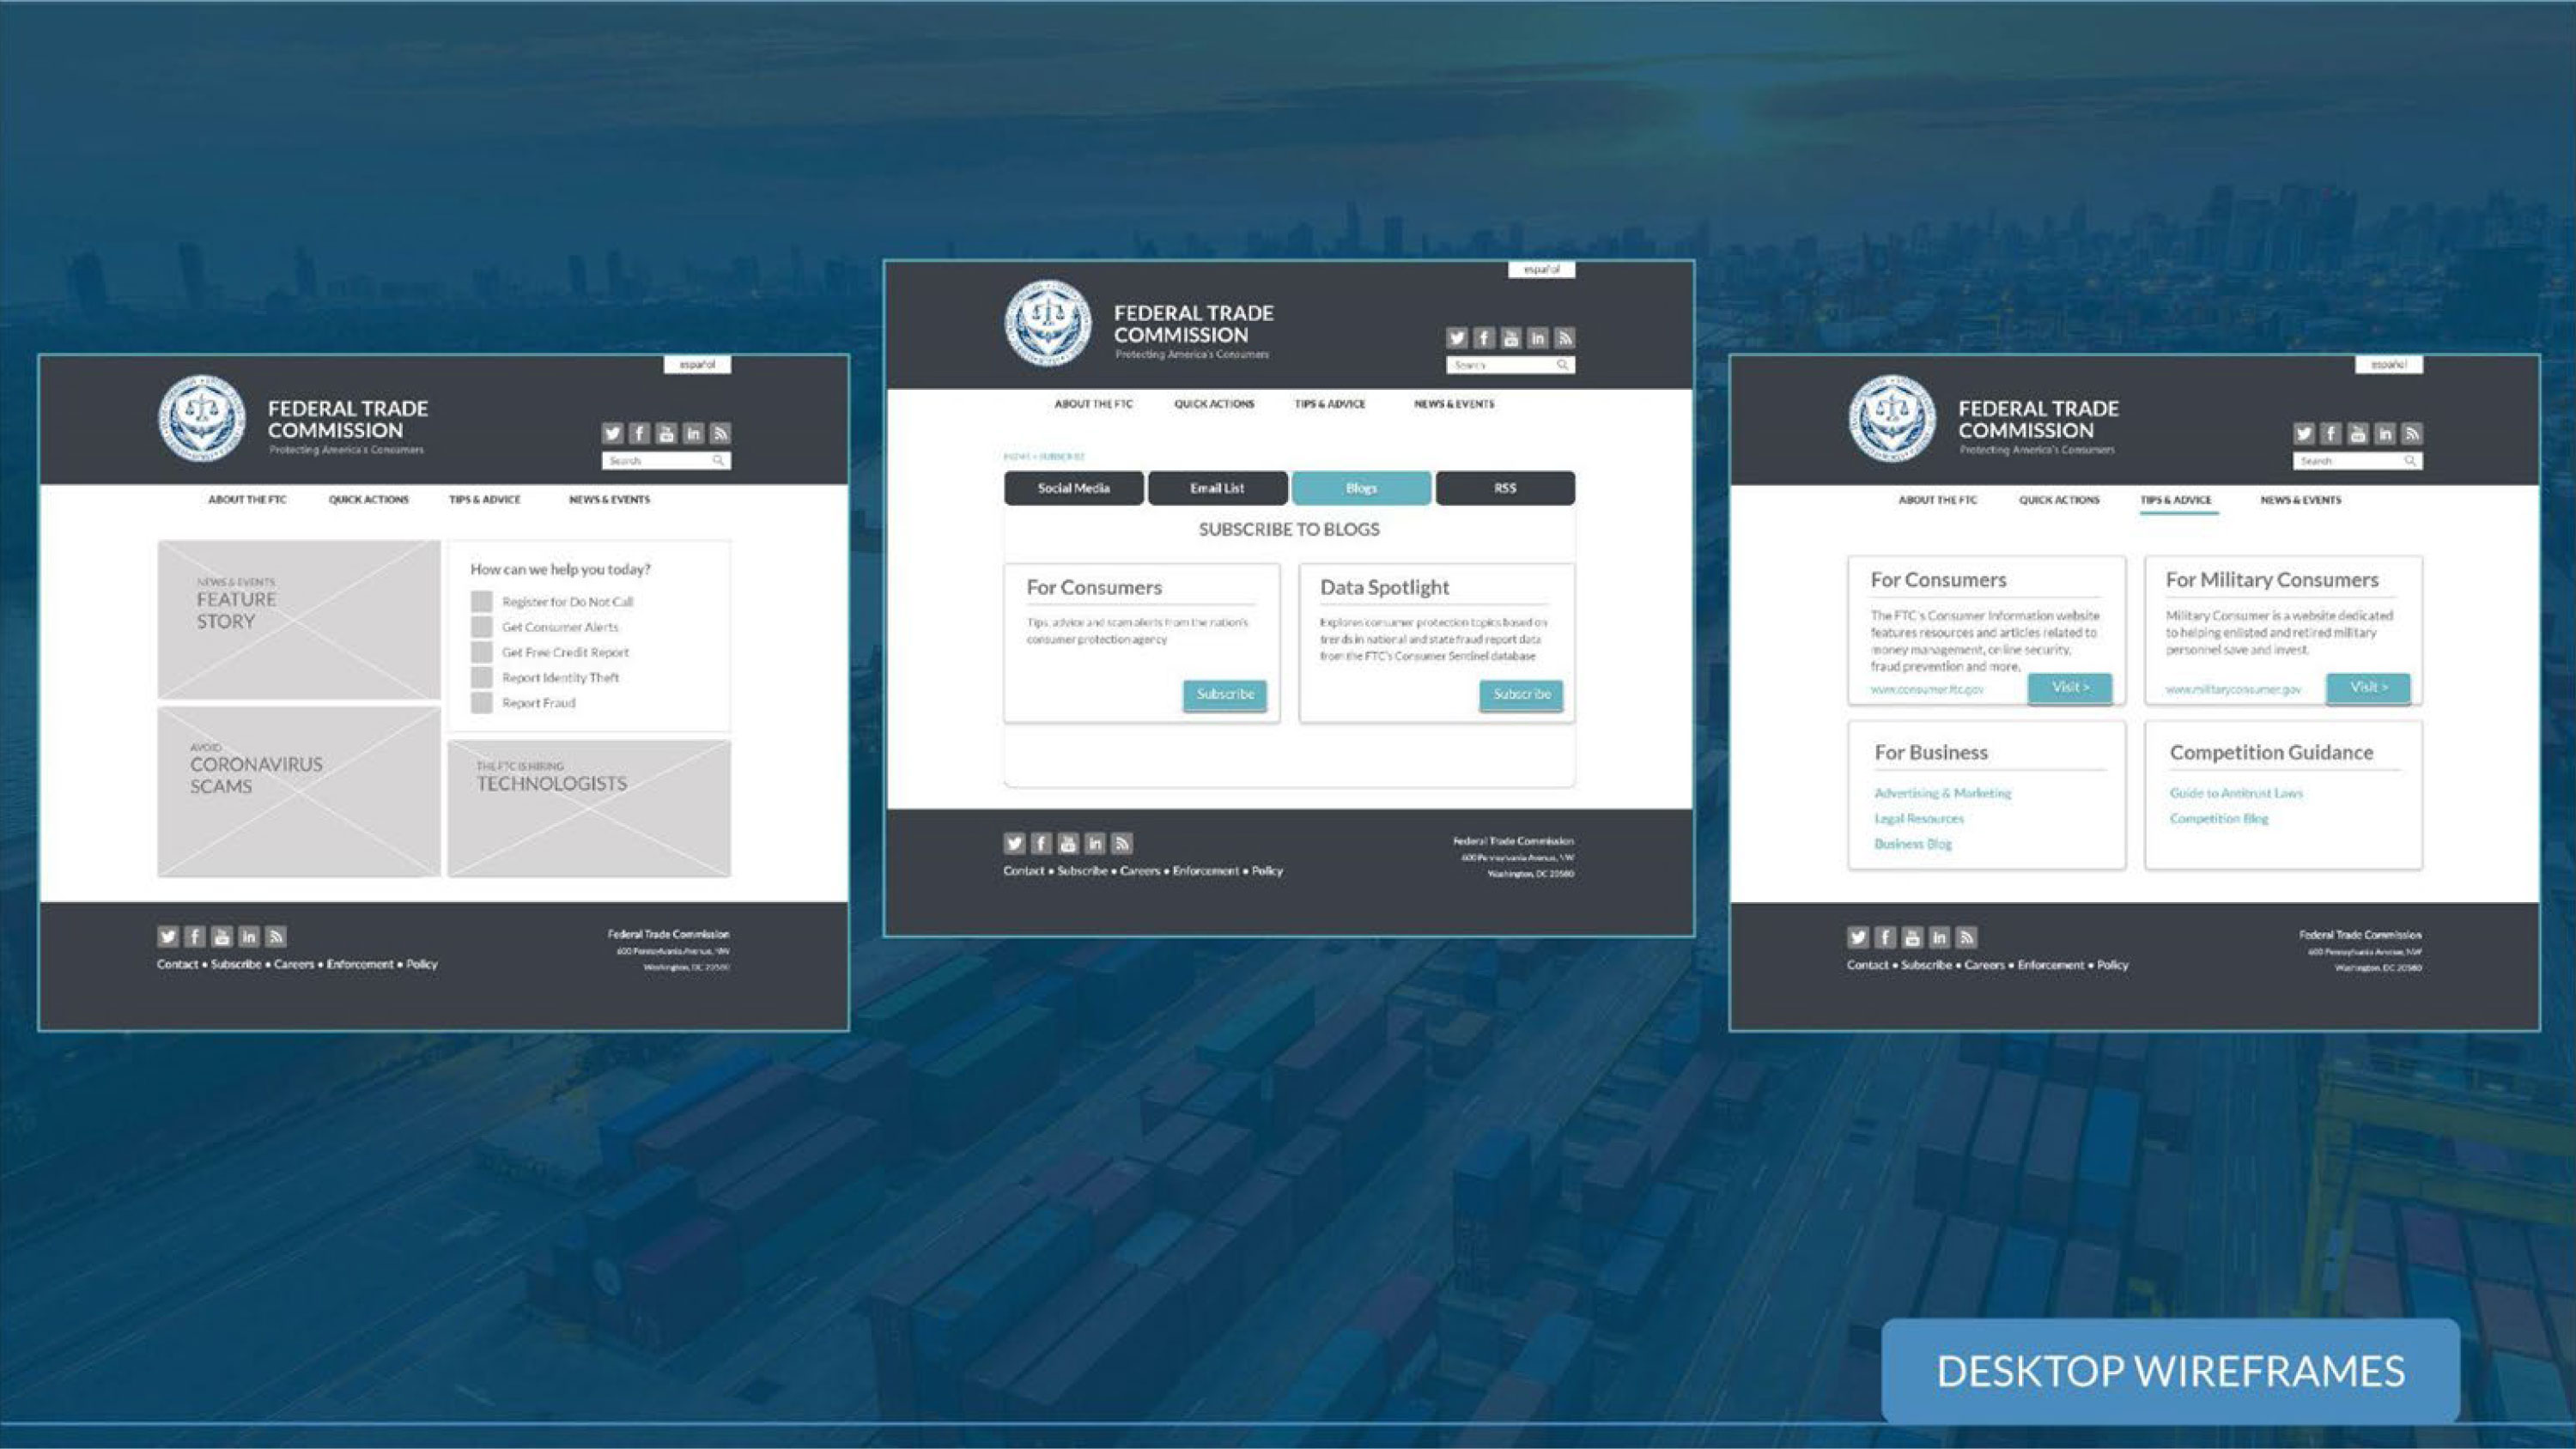 español
FEDERAL TRADE
COMMISSION
Protecting America's Consumers
Search
ABOUT THE FTC
QUICK ACTIONS
TIPS & ADVICE
NEWS & EVENTS
NEWS & EVENTS
FEATURE
STORY
How can we help you today?
Register for Do Not Call
Get Consumer Alerts
Get Free Credit Report
Report Identity Theft
Report Fraud
AVOID
CORONAVIRUS
SCAMS
THE FTC IS HIRING
TECHNOLOGISTS
Contact • Subscribe • Careers • Enforcement • Policy
Federal Trade Commission
600 Pennsylvania Avenue, NW
Washington, DC 20580
español
FEDERAL TRADE
COMMISSION
Protecting America's Consumers
Search
ABOUT THE FTC
QUICK ACTIONS
TIPS & ADVICE
NEWS & EVENTS
HOME > SUBSCRIBE
Social Media
Email List
Blogs
RSS
SUBSCRIBE TO BLOGS
For Consumers
Tips, advice and scam alerts from the nation's
consumer protection agency
Subscribe
Data Spotlight
Explores consumer protection topics based on
trends in national and state fraud report data
from the FTC's Consumer Sentinel database
Subscribe
Contact • Subscribe • Careers • Enforcement • Policy
Federal Trade Commission
600 Pennsylvania Avenue, NW
Washington, DC 20580
español
FEDERAL TRADE
COMMISSION
Protecting America's Consumers
Search
ABOUT THE FTC
QUICK ACTIONS
TIPS & ADVICE
NEWS & EVENTS
For Consumers
The FTC's Consumer Information website
features resources and articles related to
money management, online security,
fraud prevention and more.
www.consumer.ftc.gov
Visit >
For Military Consumers
Military Consumer is a website dedicated
to helping enlisted and retired military
personnel save and invest.
www.militaryconsumer.gov
Visit >
For Business
Advertising & Marketing
Legal Resources
Business Blog
Competition Guidance
Guide to Antitrust Laws
Competition Blog
Contact • Subscribe • Careers • Enforcement • Policy
Federal Trade Commission
600 Pennsylvania Avenue, NW
Washington, DC 20580
DESKTOP WIREFRAMES